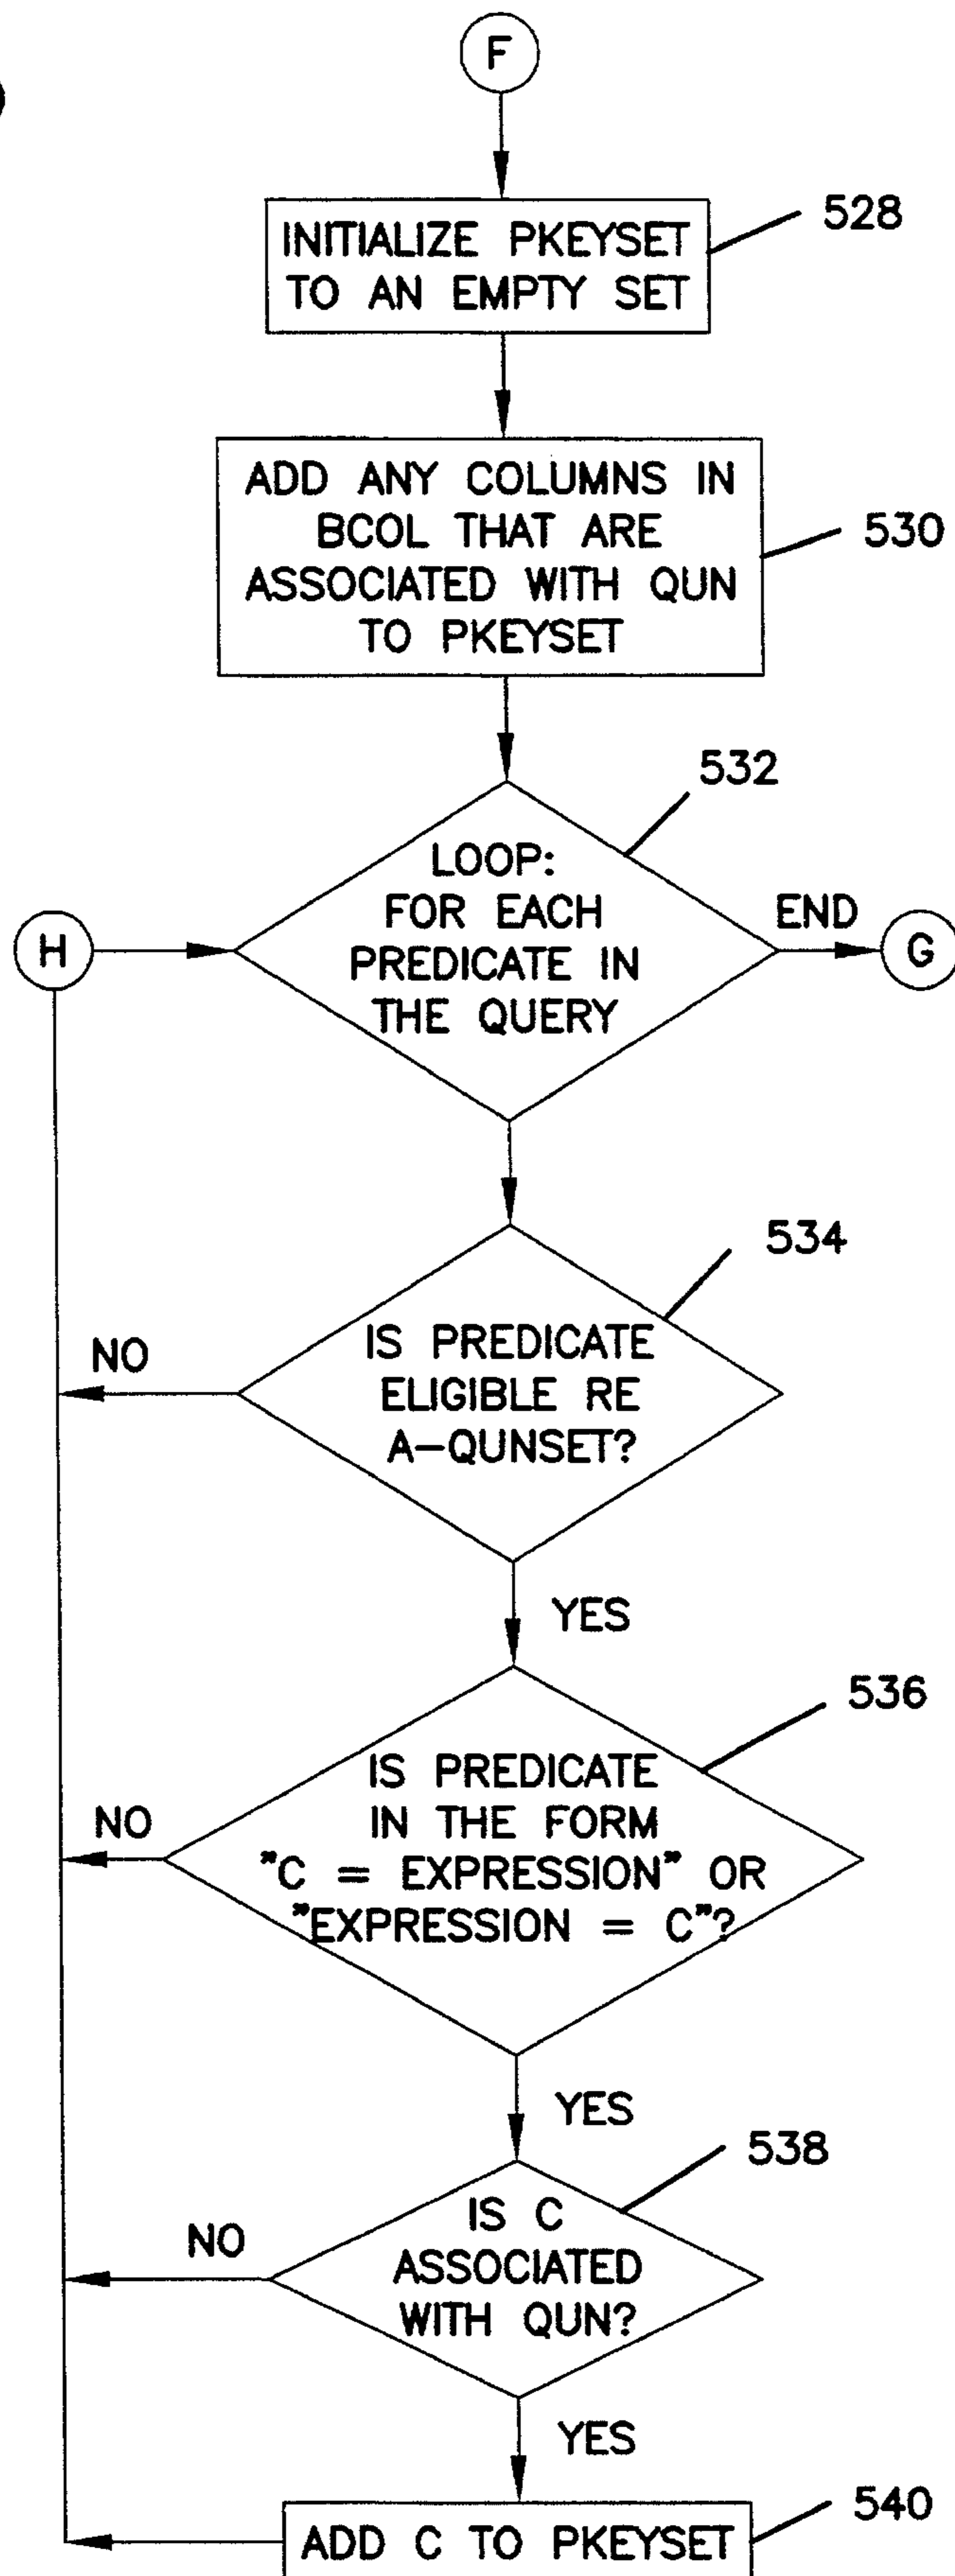 F
INITIALIZE PKEYSET
TO AN EMPTY SET
528
ADD ANY COLUMNS IN
BCOL THAT ARE
ASSOCIATED WITH QUN
TO PKEYSET
530
532
LOOP:
FOR EACH
PREDICATE IN
THE QUERY
END
H
G
534
IS PREDICATE
ELIGIBLE RE
A-QUNSET?
NO
YES
536
IS PREDICATE
IN THE FORM
"C = EXPRESSION" OR
"EXPRESSION = C"?
NO
YES
538
IS C
ASSOCIATED
WITH QUN?
NO
YES
540
ADD C TO PKEYSET